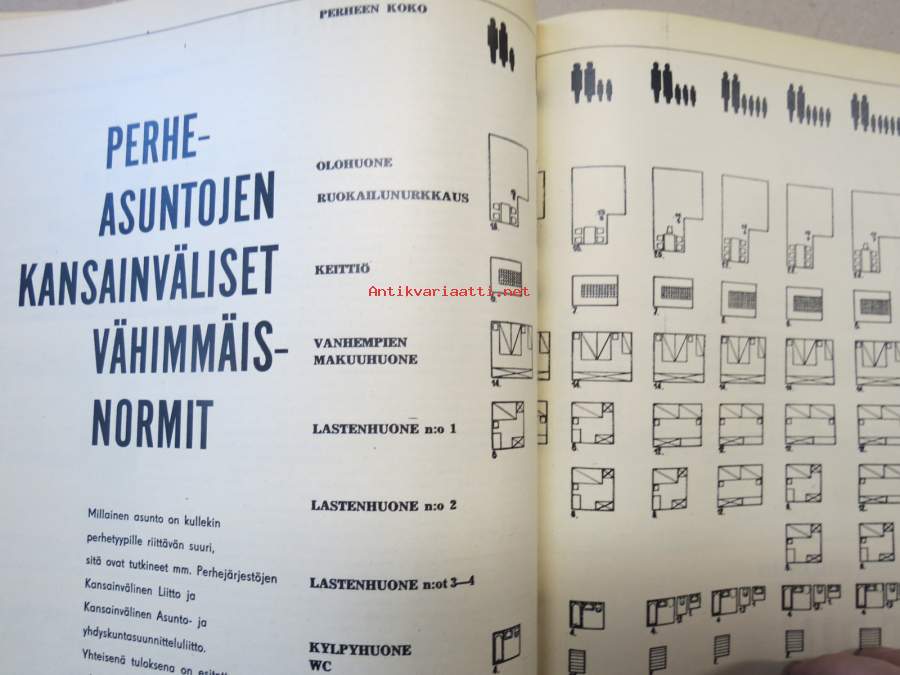 PERHE-
ASUNTOJEN
KANSAINVÄLISET
VÄHIMMÄIS-
NORMIT
Millainen asunto on kullekin
perhetyypille riittävän suuri,
sitä ovat tutkineet mm. Perhejärjestöjen
Kansainvälinen Liitto ja
Kansainvälinen Asunto- ja
yhdyskuntasuunnitteluliitto.
Yhteisenä tuloksena on
PERHEEN KOKO
OLOHUONE
RUOKAILUNURKKAUS
KEITTIÖ
VANHEMPIEN
MAKUUHUONE
LASTENHUONE n:o 1
LASTENHUONE n:o 2
LASTENHUONE n:ot 3—4
KYLPYHUONE
WC
Antikvariaatti.net